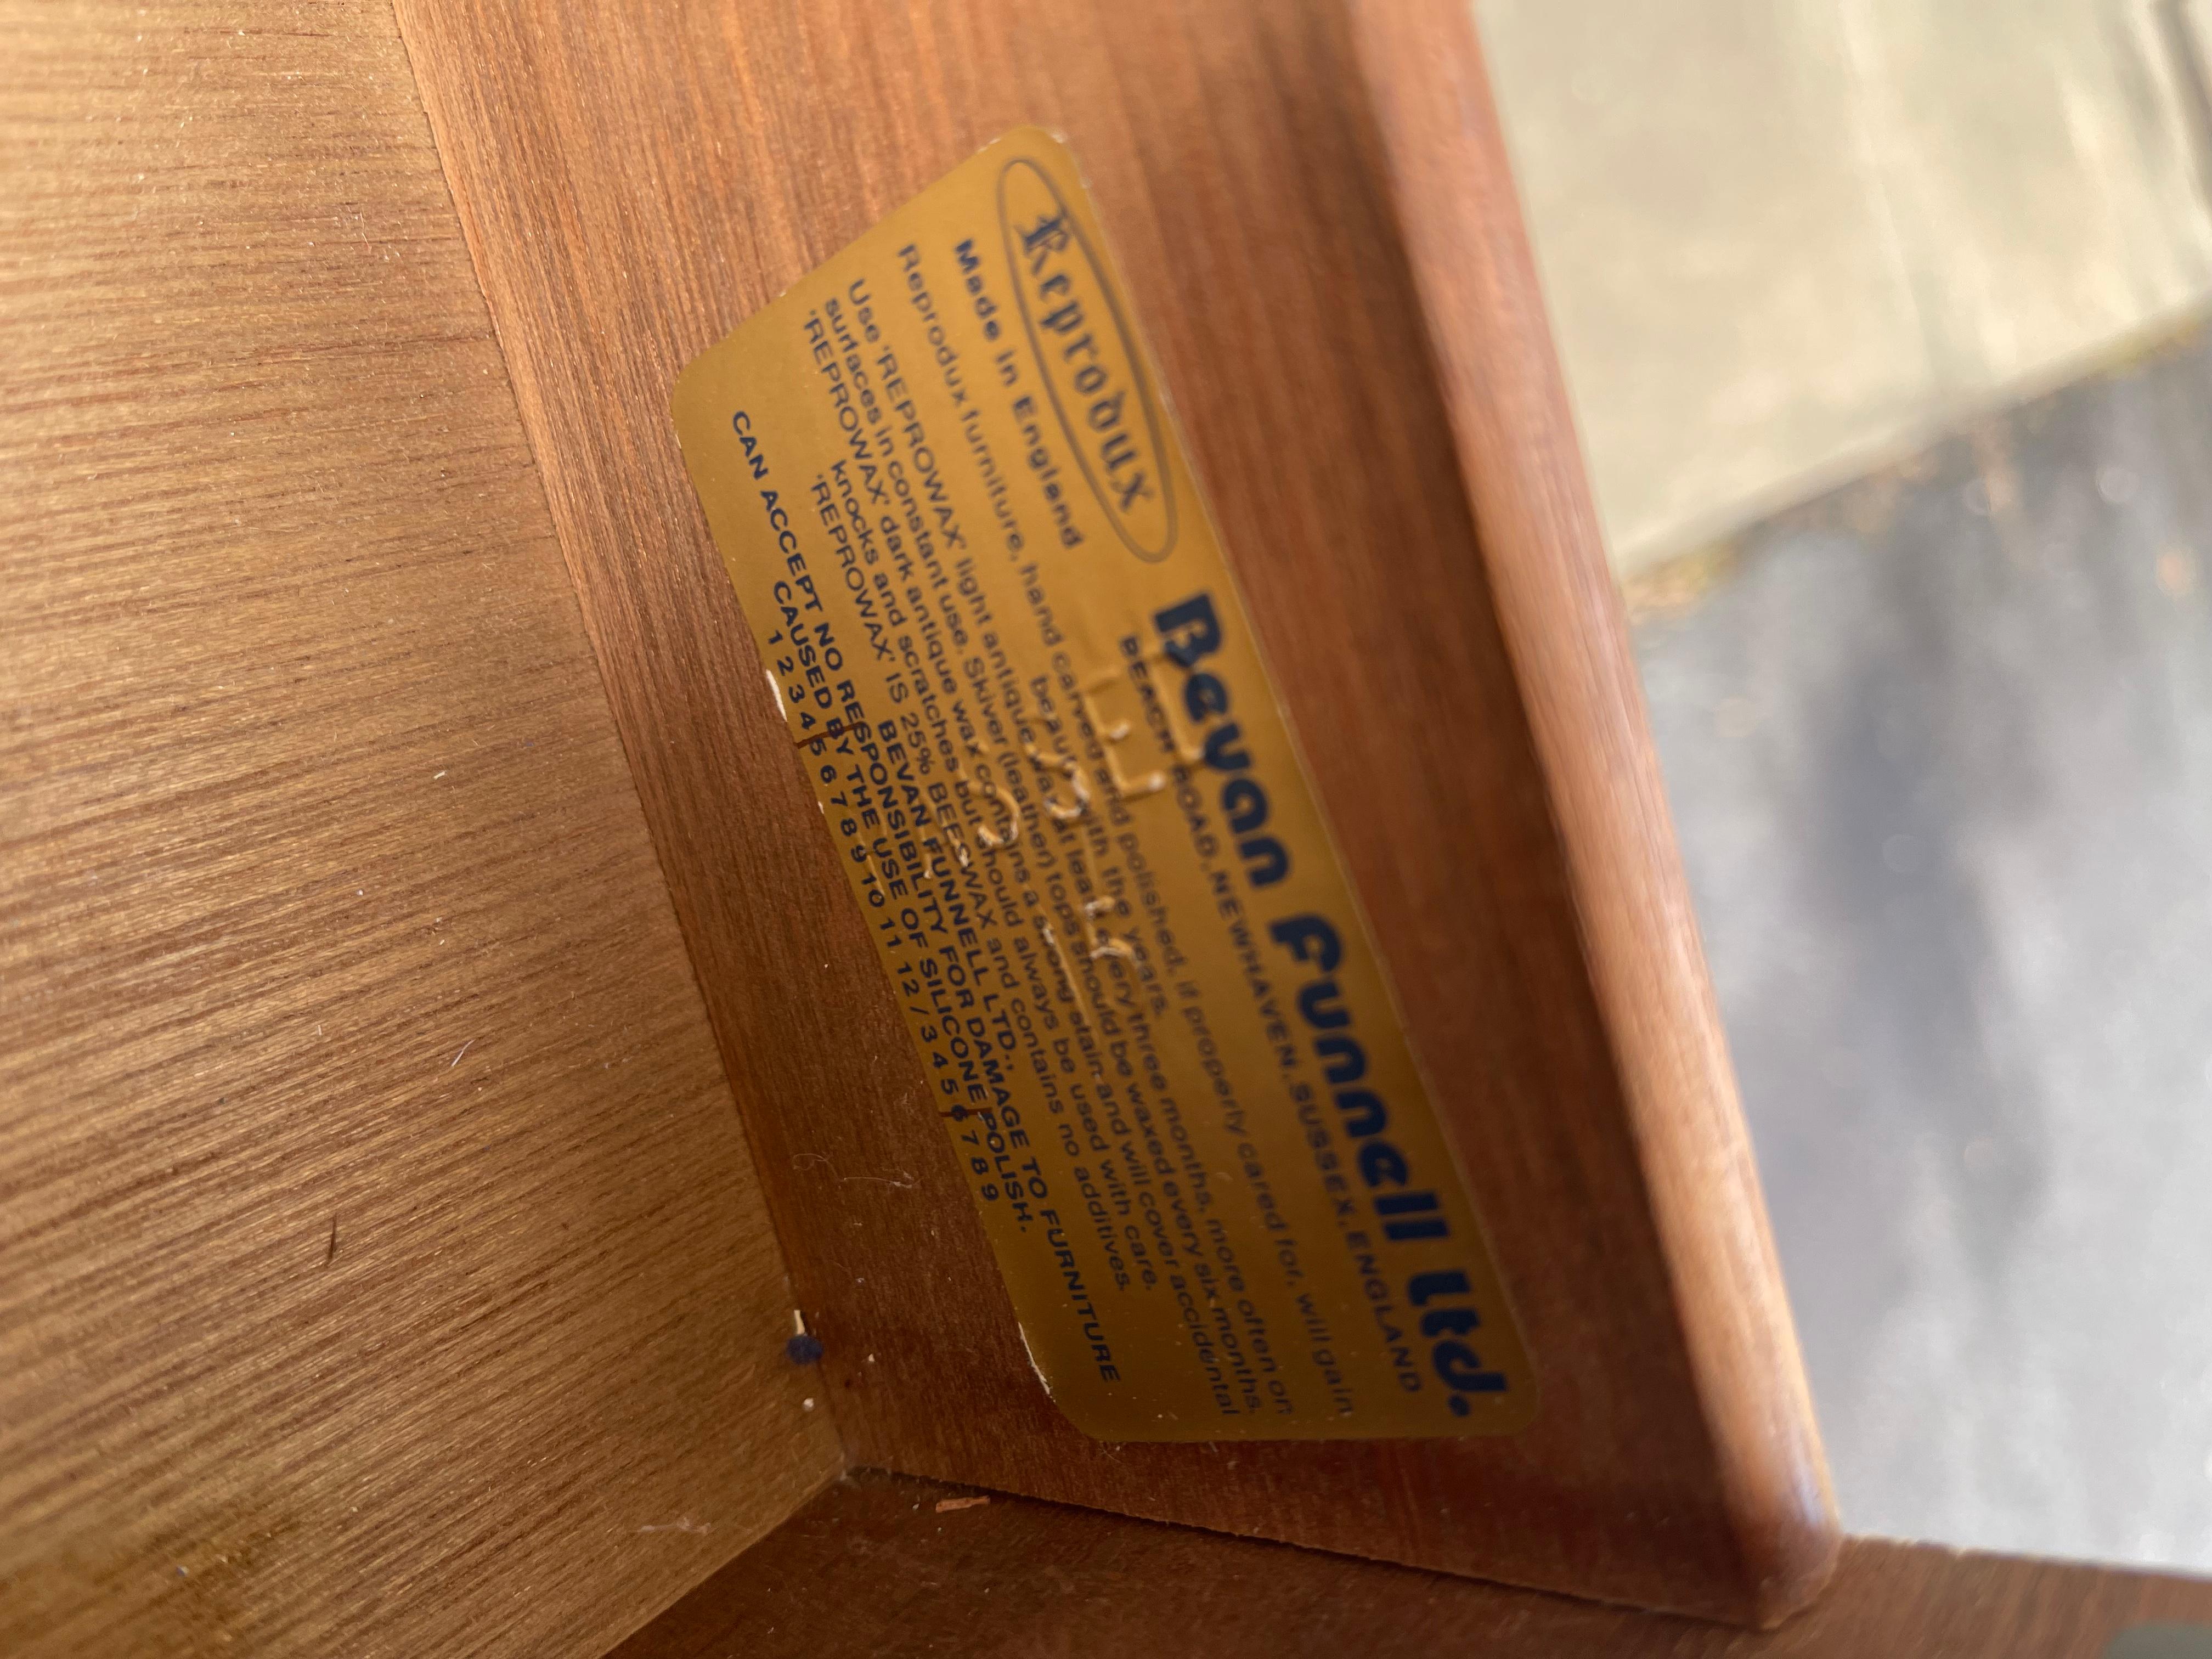 Reprodux
Bevan Funnell Ltd.
BEACH ROAD, NEWHAVEN, SUSSEX, ENGLAND
Made in England
Reprodux furniture, hand carved and polished, if properly cared for, will gain
beauty with the years.
Use 'REPROWAX' light antique wax at least every three months, more often on
surfaces in constant use. Skiver (leather) tops should be waxed every six months.
'REPROWAX' dark antique wax contains a strong stain and will cover accidental
knocks and scratches but should always be used with care.
'REPROWAX' IS 25% BEESWAX and contains no additives.
BEVAN FUNNELL LTD.,
CAN ACCEPT NO RESPONSIBILITY FOR DAMAGE TO FURNITURE
CAUSED BY THE USE OF SILICONE POLISH.
1 2 3 4 5 6 7 8 9 10 11 12 / 3 4 5 6 7 8 9